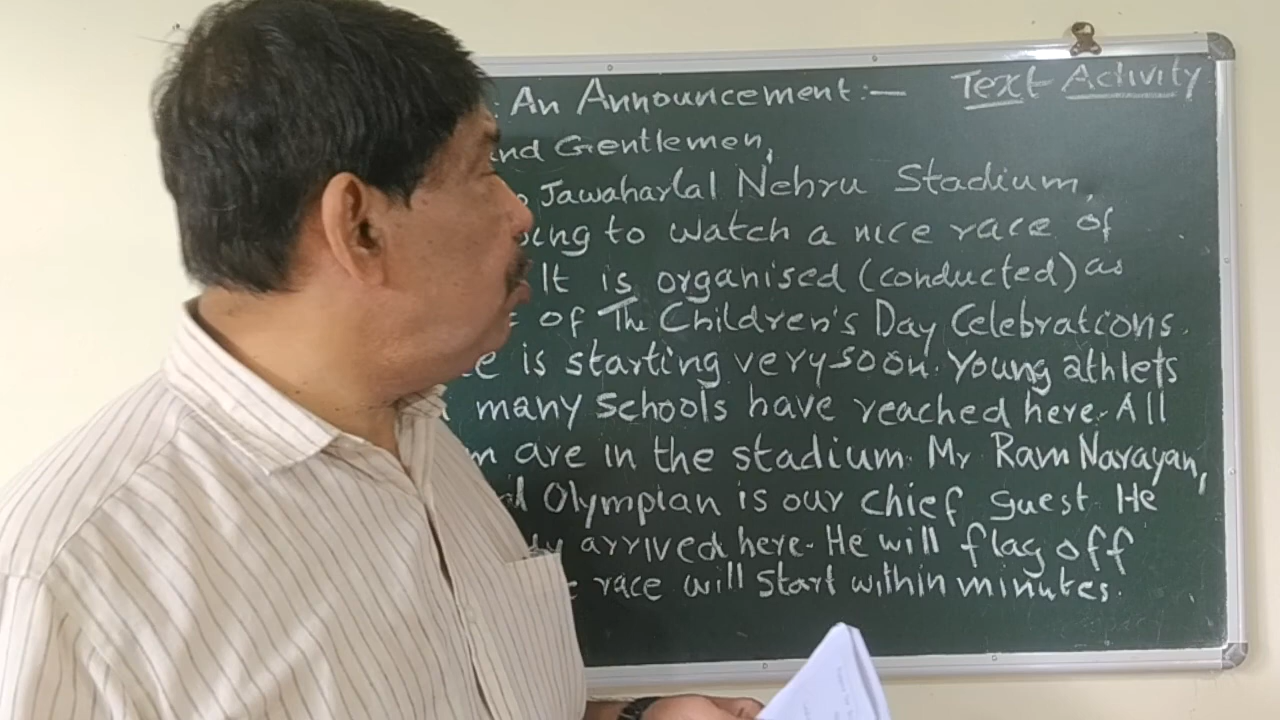 : An Announcement:— Text Activity
and Gentlemen,
Jawaharlal Nehru Stadium,
to watch a nice race of
It is organised (conducted) as
of The Children's Day Celebrations.
is starting very soon. Young athlets
many schools have reached here. All
are in the stadium. Mr Ram Narayan,
Olympian is our chief guest. He
arrived here. He will flag off
race will start within minutes.